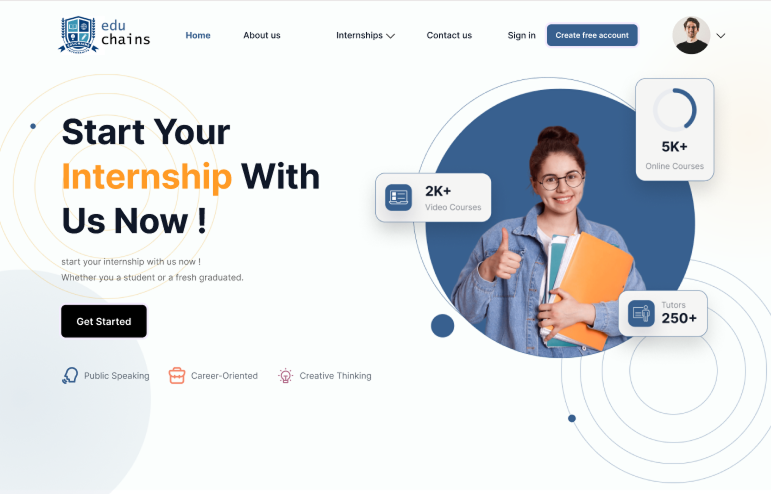 edu
chains
Home
About us
Internships
Contact us
Sign in
Create free account
Start Your
Internship With
Us Now !
start your internship with us now !
Whether you a student or a fresh graduated.
Get Started
Public Speaking
Career-Oriented
Creative Thinking
5K+
Online Courses
2K+
Video Courses
Tutors
250+